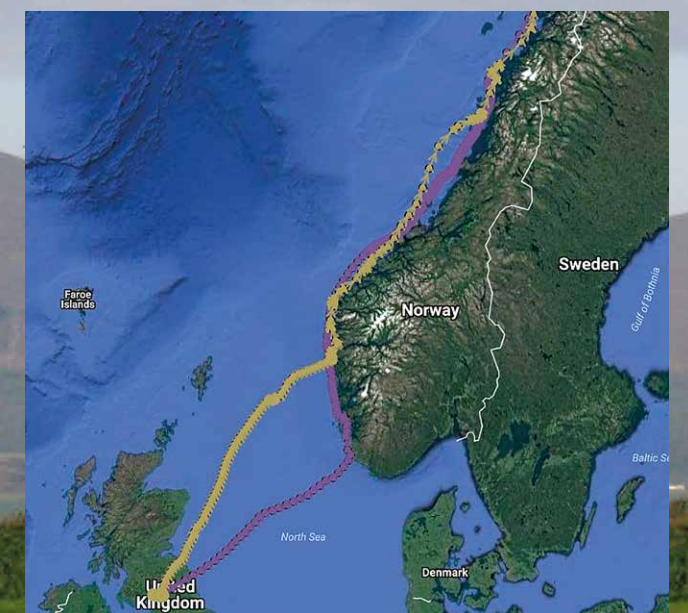 Sweden
Faroe
Islands
Gulf of Bothnia
Norway
Baltic Se
North Sea
Denmark
United
Kingdom